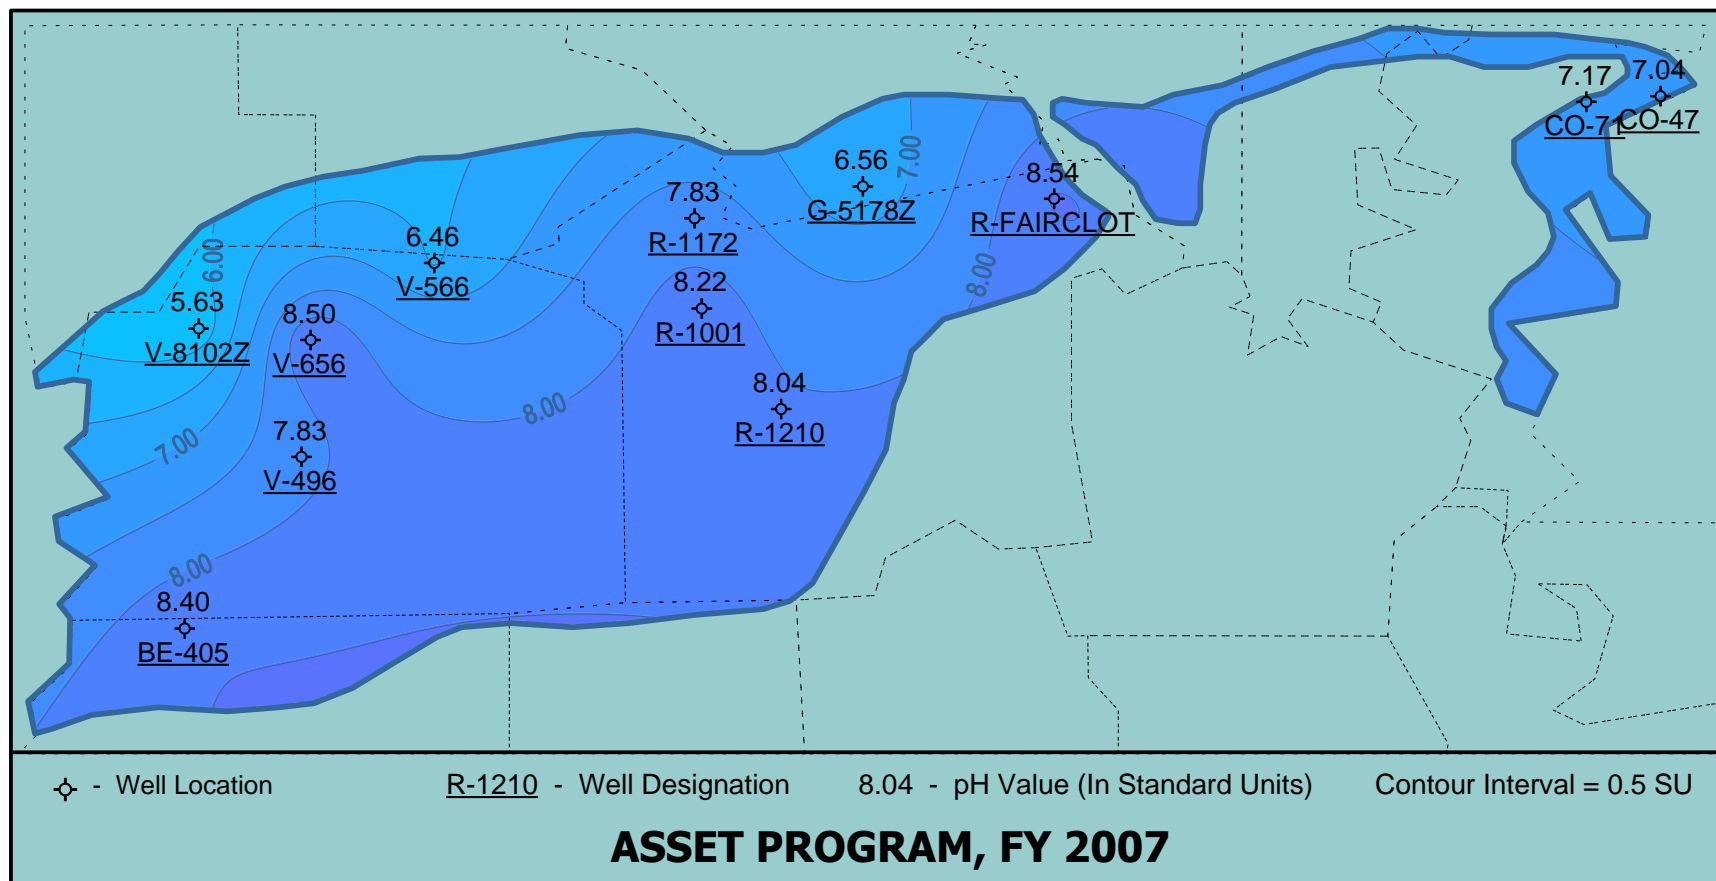 7.17
7.04
CO-71
CO-47
7.00
6.56
G-5178Z
8.54
R-FAIRCLOT
7.83
R-1172
6.00
6.46
V-566
8.00
8.22
R-1001
5.63
V-8102Z
8.50
V-656
8.04
R-1210
8.00
7.00
7.83
V-496
8.00
8.40
BE-405
- Well Location
R-1210 - Well Designation
8.04 - pH Value (In Standard Units)
Contour Interval = 0.5 SU
ASSET PROGRAM, FY 2007